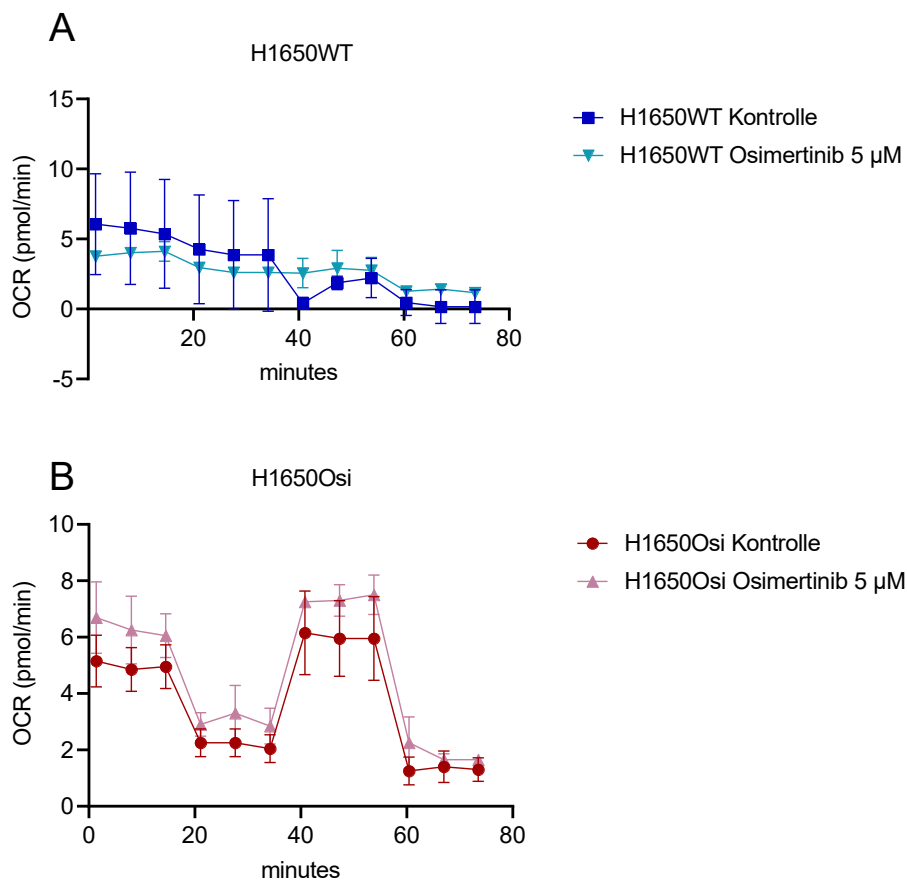 A
H1650WT
15
10
5
0
-5
OCR (pmol/min)
20
40
60
80
minutes
H1650WT Kontrolle
H1650WT Osimertinib 5 µM
B
H1650Osi
10
8
6
4
2
0
OCR (pmol/min)
0
20
40
60
80
minutes
H1650Osi Kontrolle
H1650Osi Osimertinib 5 µM